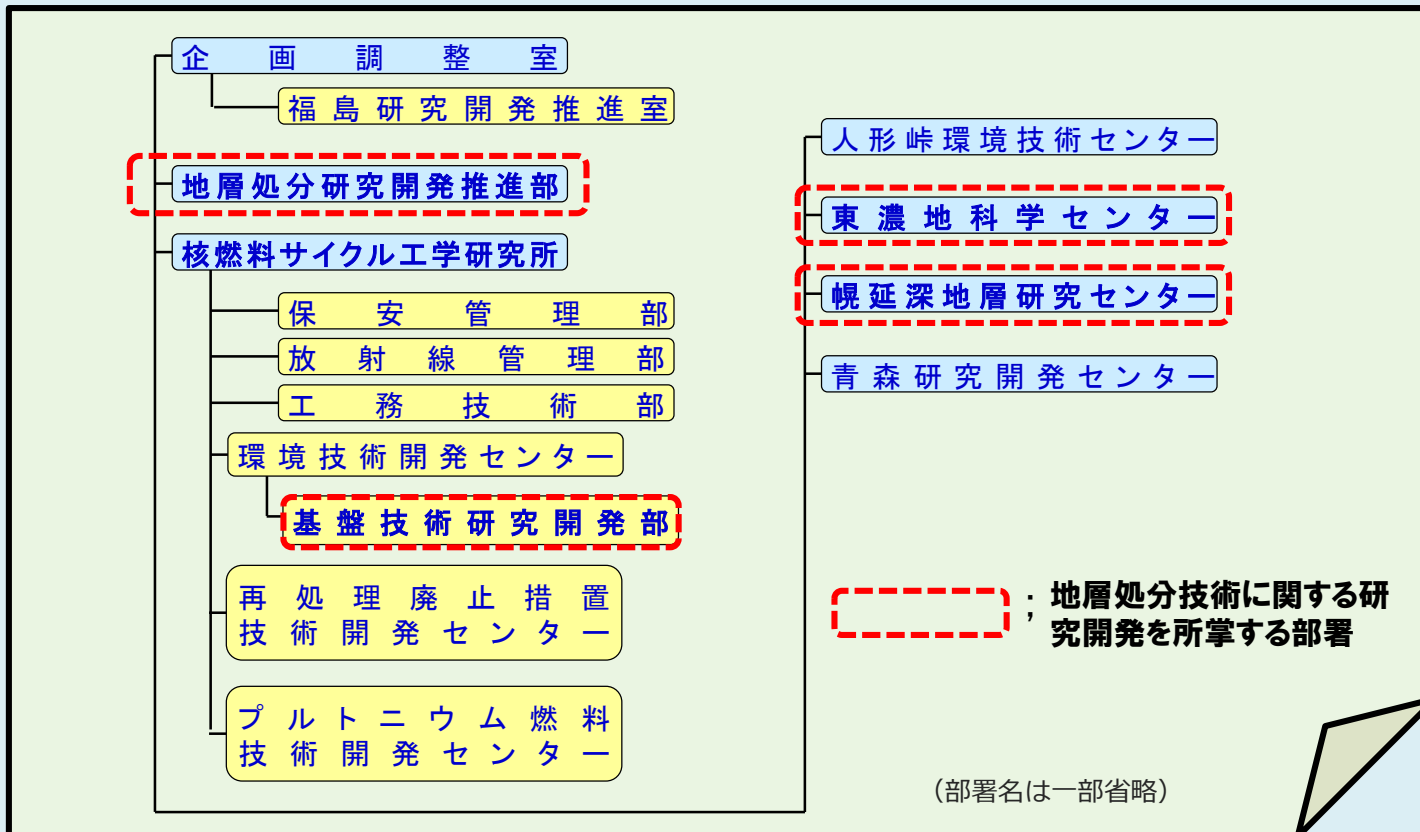 企画調整室
福島研究開発推進室
地層処分研究開発推進部
核燃料サイクル工学研究所
保安管理部
放射線管理部
工務技術部
環境技術開発センター
基盤技術研究開発部
再処理廃止措置
技術開発センター
プルトニウム燃料
技術開発センター
人形峠環境技術センター
東濃地科学センター
幌延深地層研究センター
青森研究開発センター
；地層処分技術に関する研
究開発を所掌する部署
（部署名は一部省略）